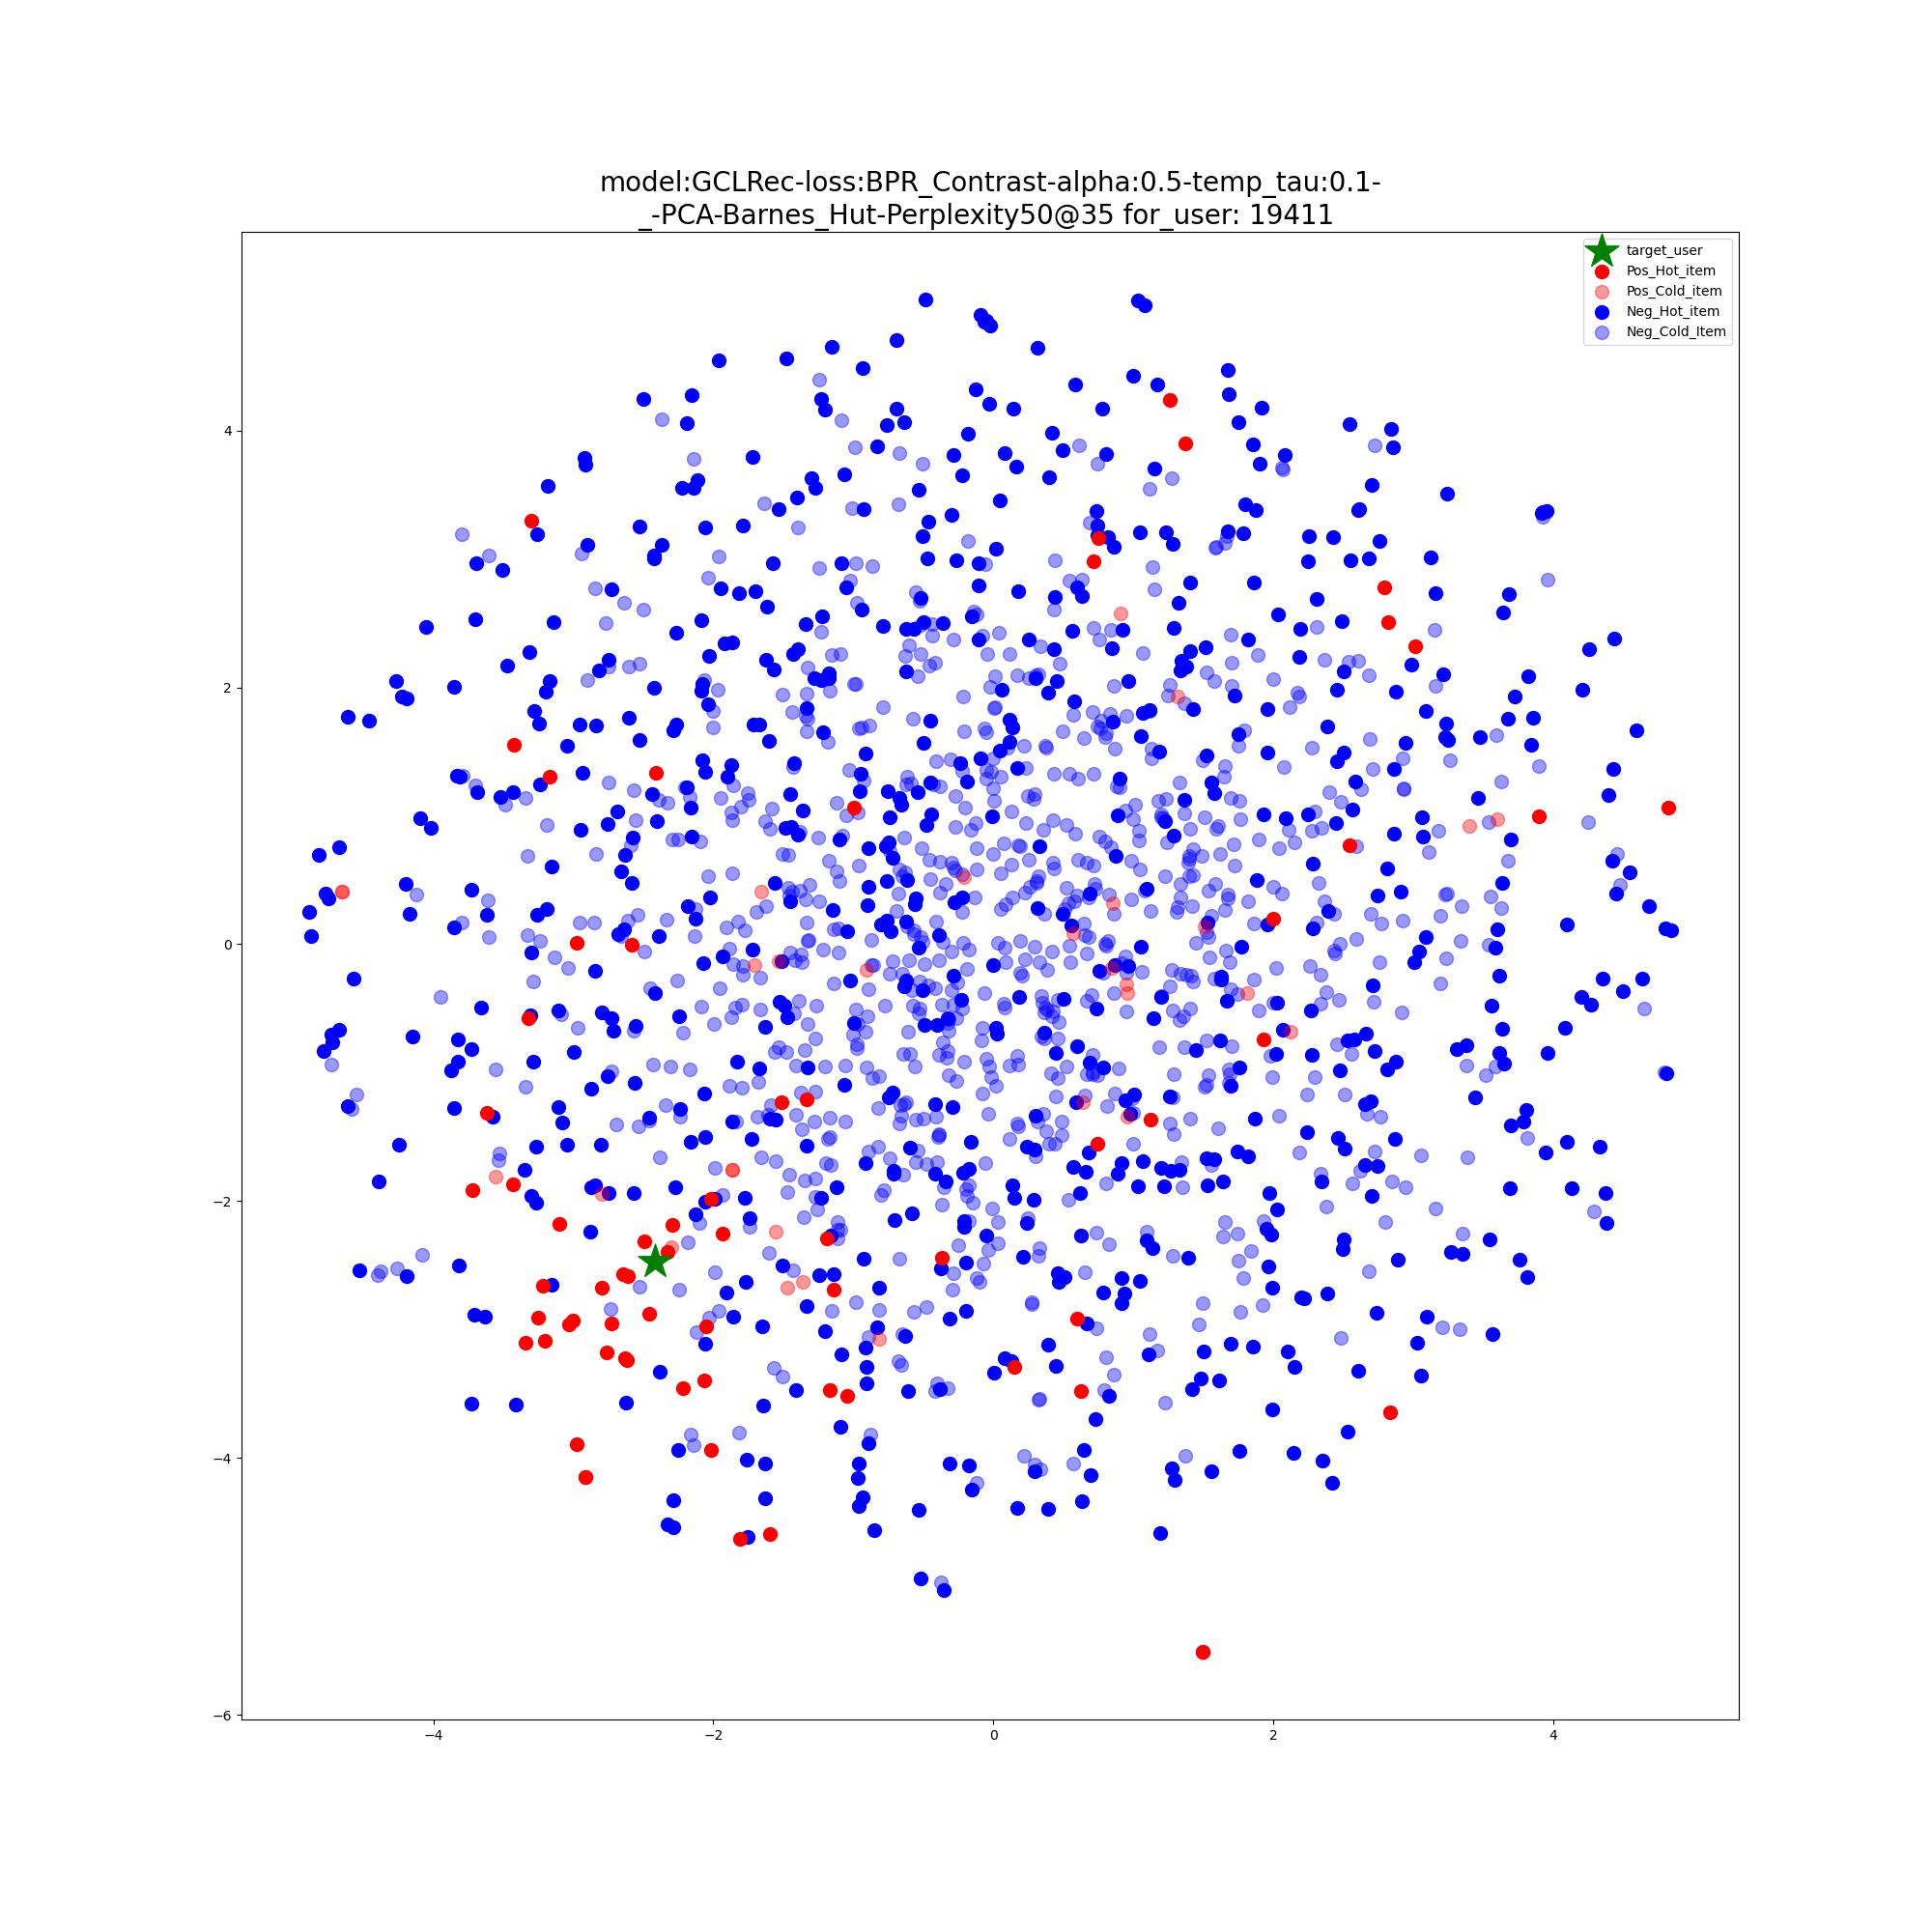 model:GCLRec-loss:BPR_Contrast-alpha:0.5-temp_tau:0.1-
_-PCA-Barnes_Hut-Perplexity50@35 for_user: 19411
target_user
Pos_Hot_item
Pos_Cold_item
Neg_Hot_item
Neg_Cold_Item
4
2
0
−2
−4
−6
−4 −2 0 2 4